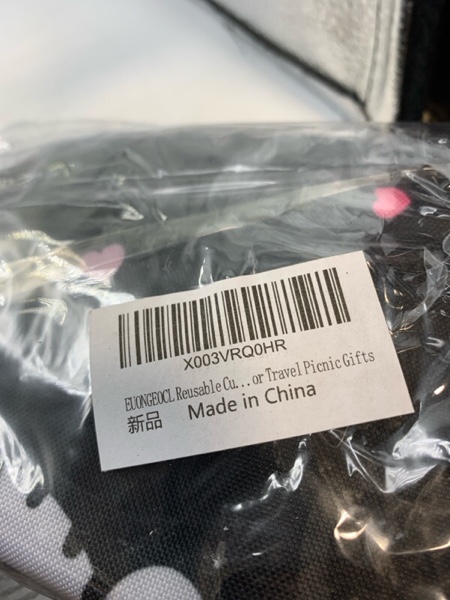 X003VRQ0HR
EUONGEOCL Reusable Cu...or Travel Picnic Gifts
新品 Made in China